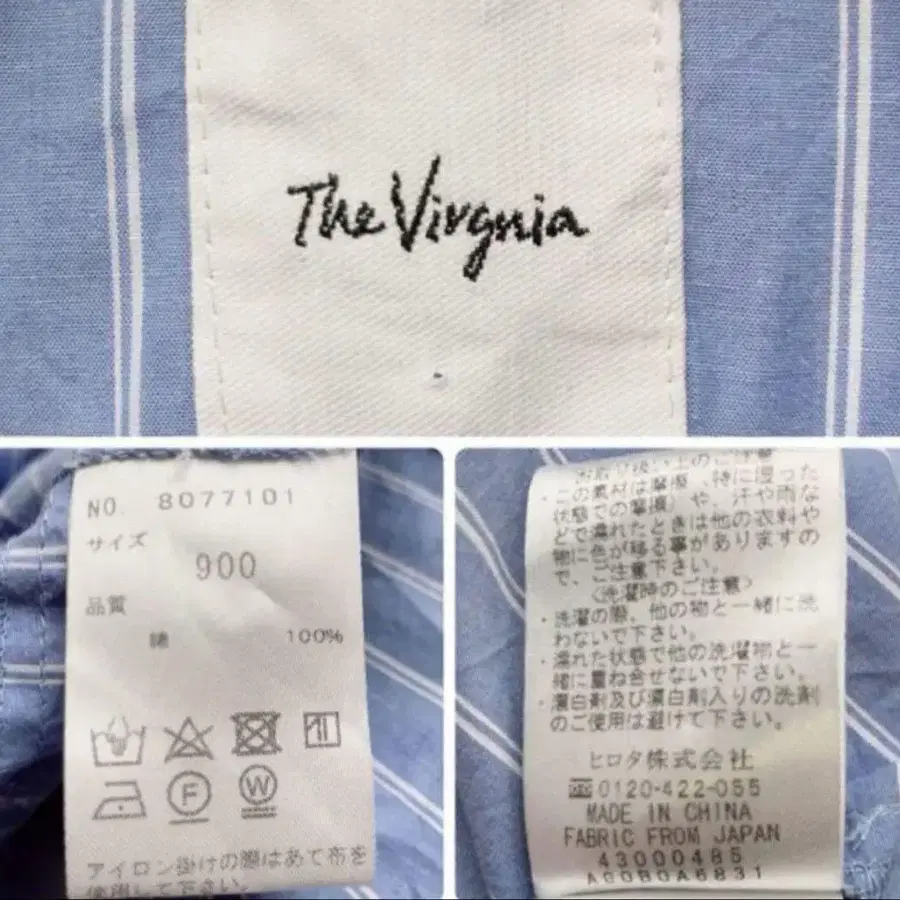 The Virgnia
NO. 8077101
サイズ
900
品質
綿 100%
アイロン掛けの際はあて布を
使用して下さい。
お取り扱い上のご注意
・この素材は摩擦、特に湿った
状態での摩擦）や、汗や雨な
どで濡れたときは他の衣料や
物に色が移る事がありますの
で、ご注意下さい。
〈洗濯時のご注意〉
・洗濯の際、他の物と一緒に洗
わないで下さい。
・濡れた状態で他の洗濯物と一
緒に重ね合せないで下さい。
・漂白剤及び漂白剤入りの洗剤
のご使用は避けて下さい。
ヒロタ株式会社
0120-422-055
MADE IN CHINA
FABRIC FROM JAPAN
43000485
A60B0A6831